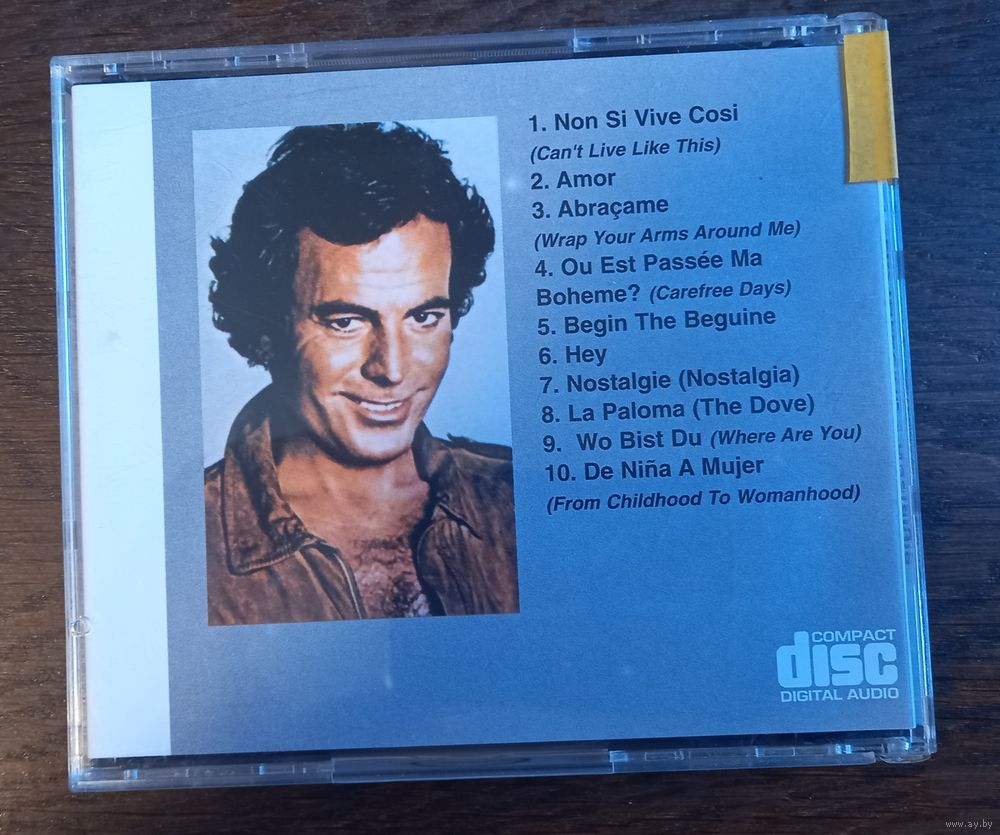 1. Non Si Vive Cosi
(Can't Live Like This)
2. Amor
3. Abraçame
(Wrap Your Arms Around Me)
4. Ou Est Passée Ma
Boheme? (Carefree Days)
5. Begin The Beguine
6. Hey
7. Nostalgie (Nostalgia)
8. La Paloma (The Dove)
9. Wo Bist Du (Where Are You)
10. De Niña A Mujer
(From Childhood To Womanhood)
COMPACT
disc
DIGITAL AUDIO
www.ay.by